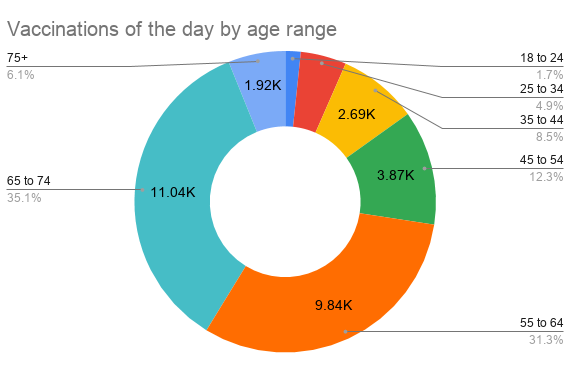 Vaccinations of the day by age range
75+
6.1%
18 to 24
1.7%
25 to 34
4.9%
35 to 44
8.5%
45 to 54
12.3%
65 to 74
35.1%
55 to 64
31.3%
1.92K
2.69K
3.87K
11.04K
9.84K